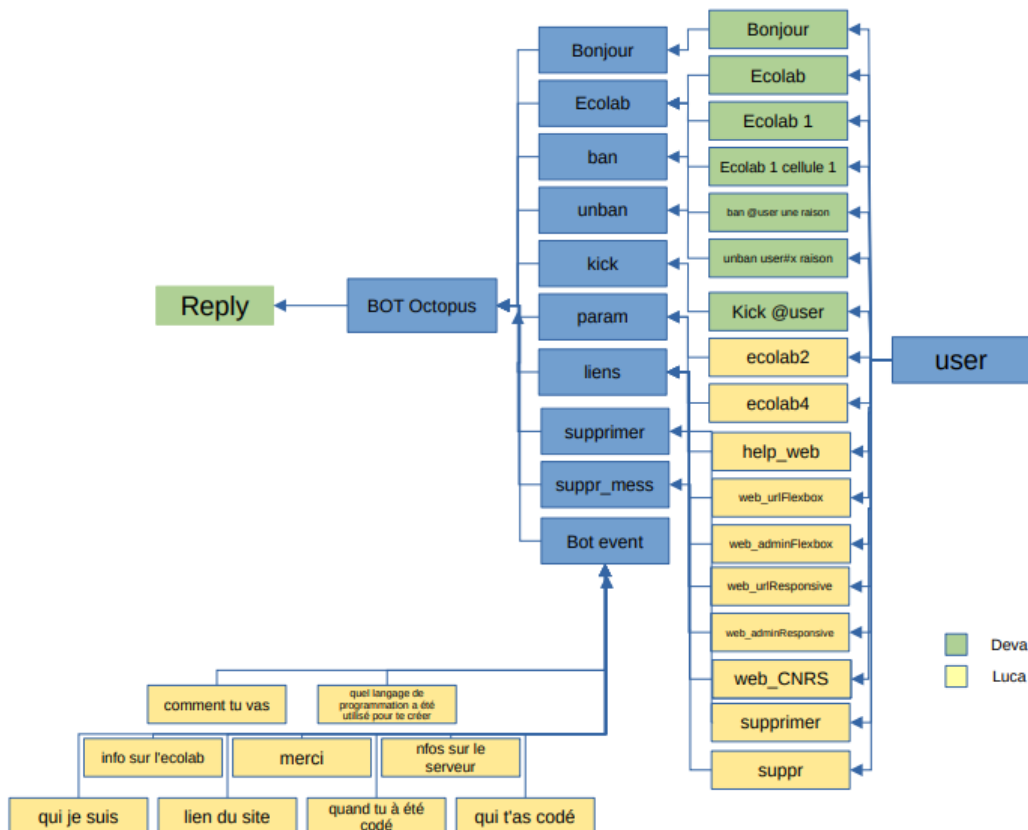 Bonjour
Ecolab
ban
unban
kick
param
liens
supprimer
suppr_mess
Bot event
Bonjour
Ecolab
Ecolab 1
Ecolab 1 cellule 1
ban @user une raison
unban user#x raison
Kick @user
ecolab2
ecolab4
help_web
web_urlFlexbox
web_adminFlexbox
web_urlResponsive
web_adminResponsive
web_CNRS
supprimer
suppr
Reply
BOT Octopus
user
Deva
Luca
comment tu vas
quel langage de
programmation a été
utilisé pour te créer
info sur l'ecolab
merci
nfos sur le
serveur
qui je suis
lien du site
quand tu à été
codé
qui t'as codé